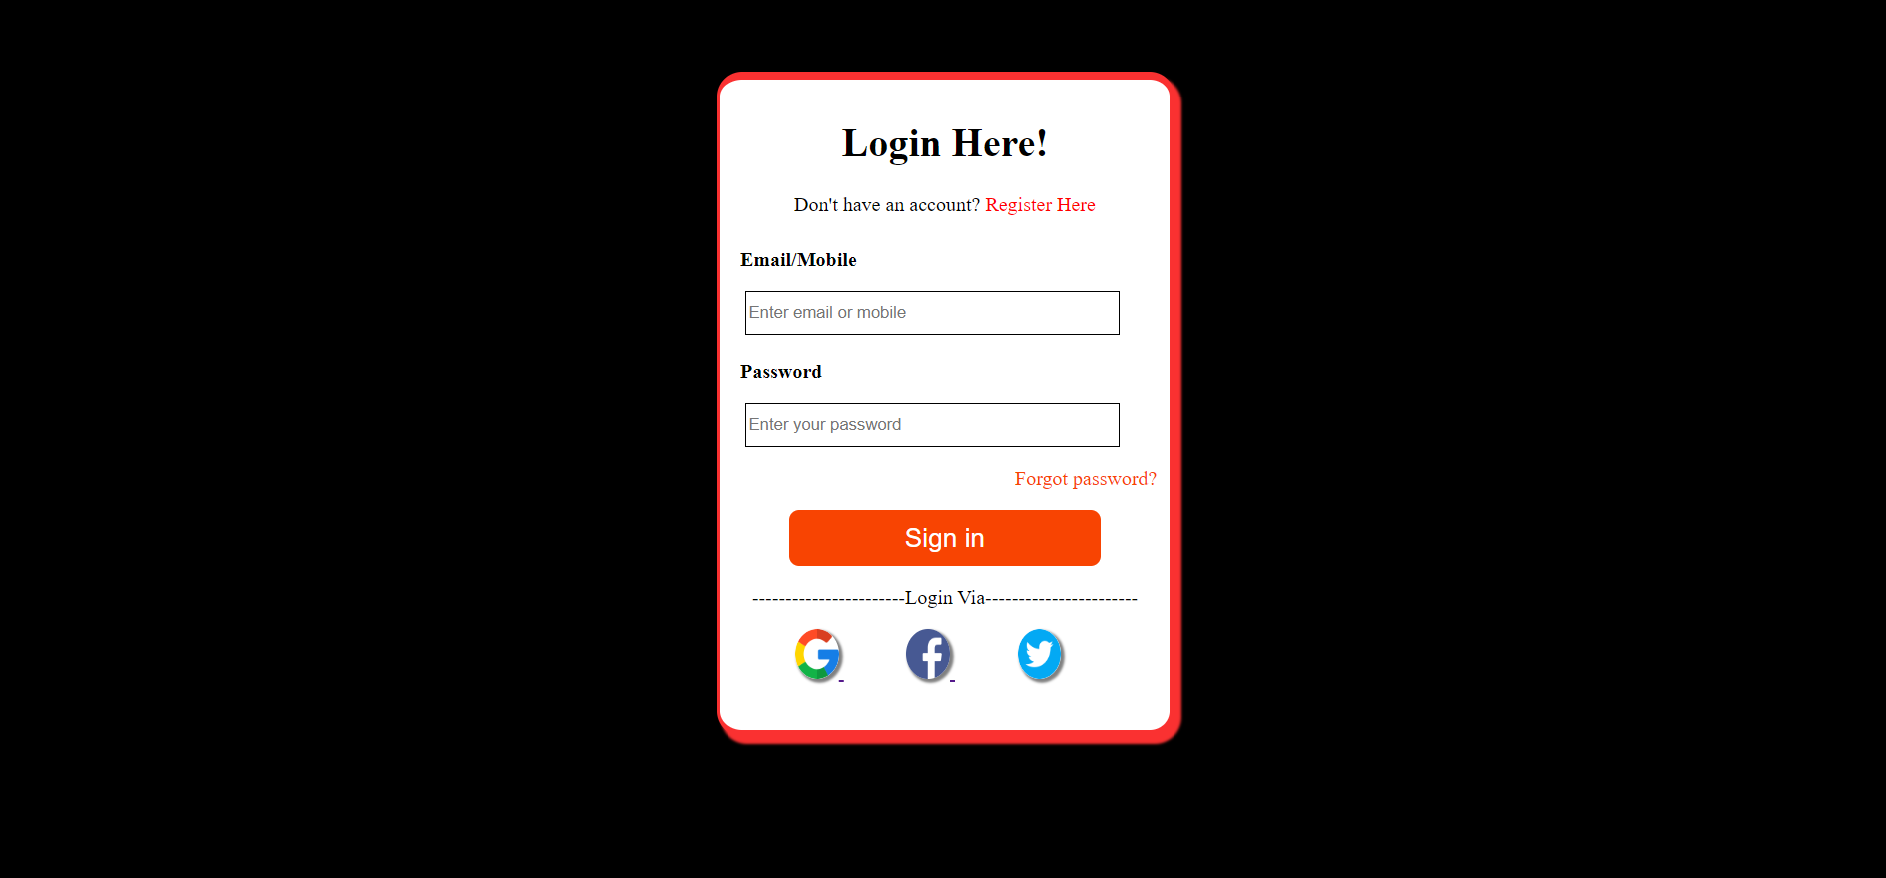 Login Here!
Don't have an account? Register Here
Email/Mobile
Enter email or mobile
Password
Enter your password
Forgot password?
Sign in
-----------------------Login Via-----------------------